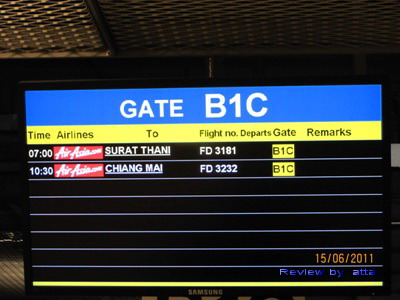 GATE B1C
Time Airlines To Flight no. Departs Gate Remarks
07:00 AirAsia.com SURAT THANI FD 3181 B1C
10:30 AirAsia.com CHIANG MAI FD 3232 B1C
15/06/2011
Review by atta
SAMSUNG